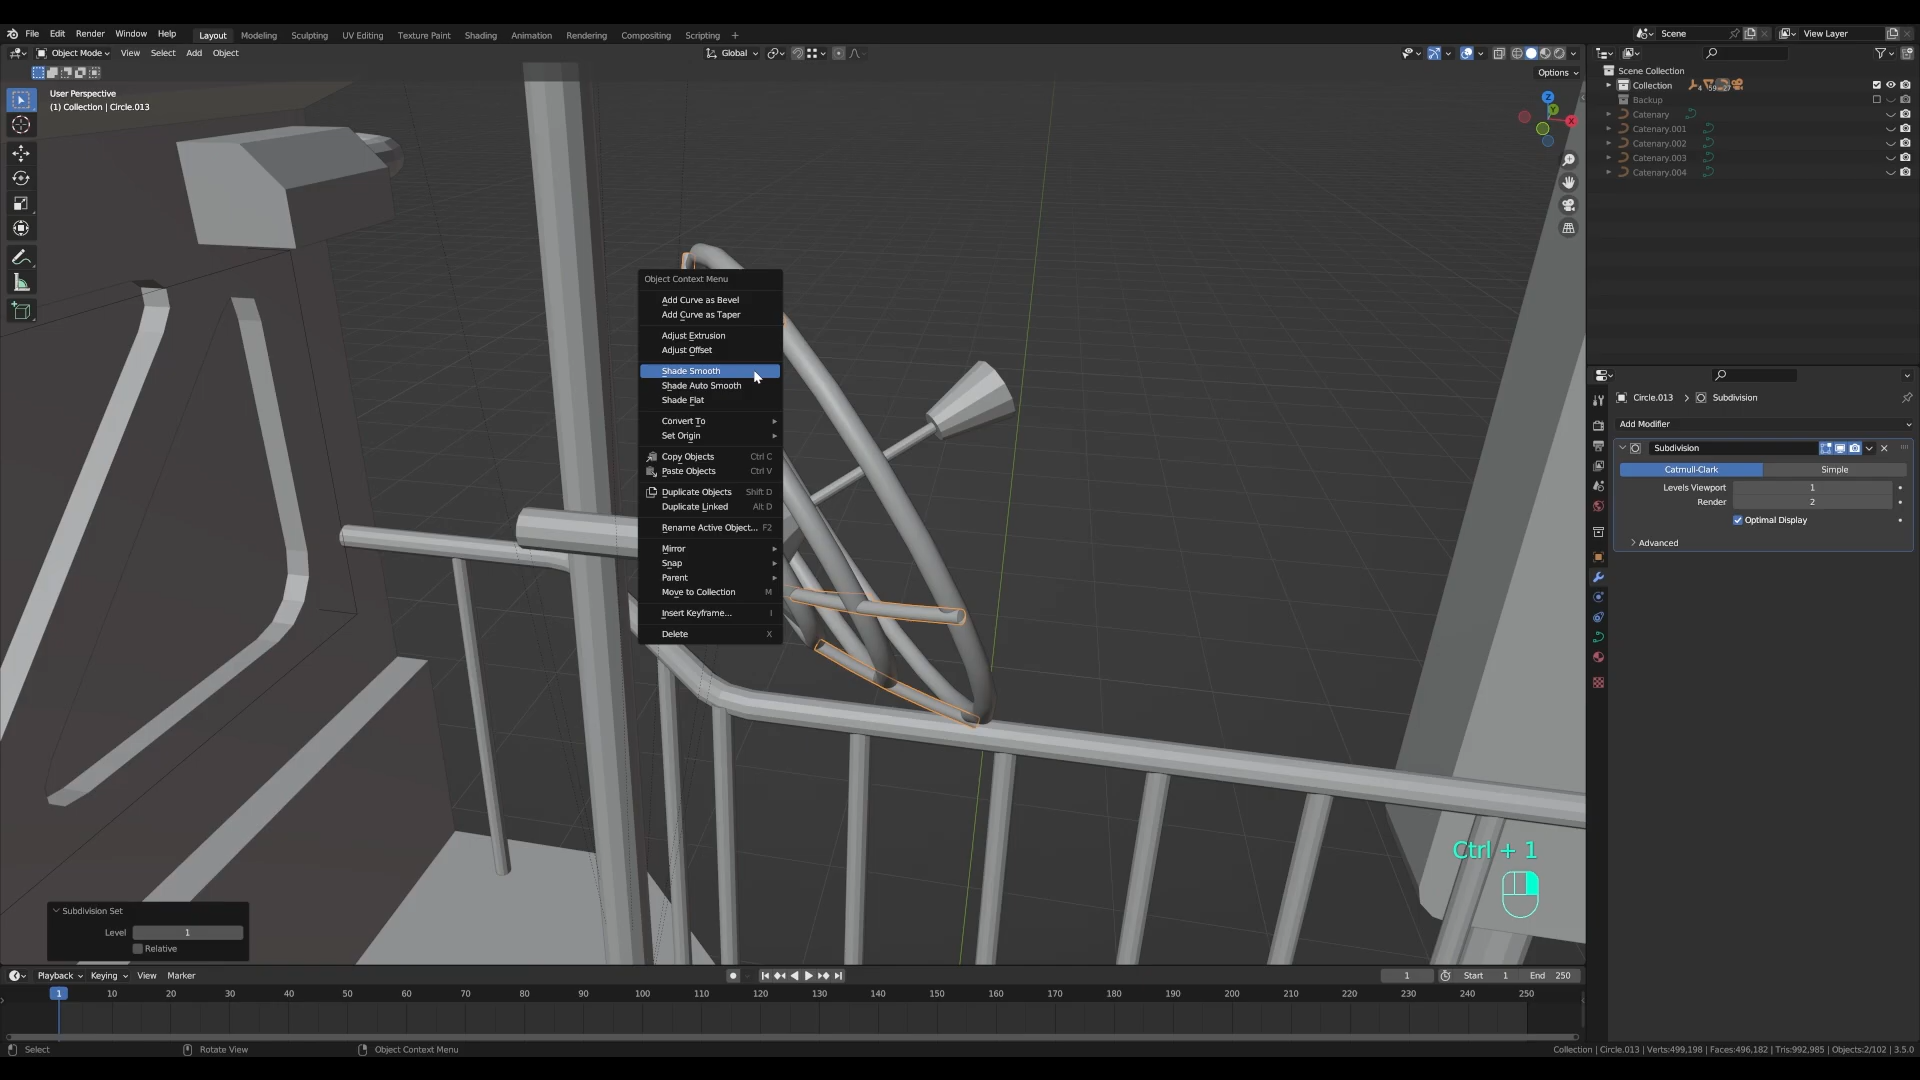 File Edit Render Window Help Layout Modeling Sculpting UV Editing Texture Paint Shading Animation Rendering Compositing Scripting + Scene View Layer
Object Mode View Select Add Object Global
Options
User Perspective
(1) Collection | Circle.013
Scene Collection
Collection 4 59 27
Backup
Catenary
Catenary.001
Catenary.002
Catenary.003
Catenary.004
Z
Y
X
Object Context Menu
Add Curve as Bevel
Add Curve as Taper
Adjust Extrusion
Adjust Offset
Shade Smooth
Shade Auto Smooth
Shade Flat
Convert To
Set Origin
Copy Objects Ctrl C
Paste Objects Ctrl V
Duplicate Objects Shift D
Duplicate Linked Alt D
Rename Active Object... F2
Mirror
Snap
Parent
Move to Collection M
Insert Keyframe... I
Delete X
Circle.013 > Subdivision
Add Modifier
Subdivision
Catmull-Clark Simple
Levels Viewport 1
Render 2
Optimal Display
Advanced
Ctrl + 1
Subdivision Set
Level 1
Relative
Playback Keying View Marker 1 Start 1 End 250
1 10 20 30 40 50 60 70 80 90 100 110 120 130 140 150 160 170 180 190 200 210 220 230 240 250
Select Rotate View Object Context Menu Collection | Circle.013 | Verts:499,198 | Faces:496,182 | Tris:992,985 | Objects:2/102 | 3.5.0